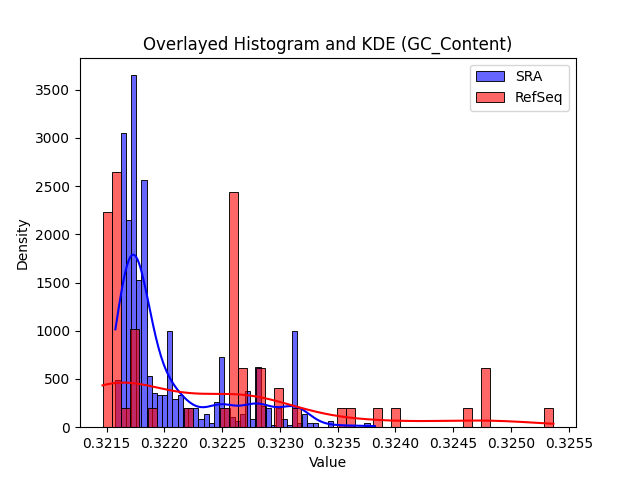 Overlayed Histogram and KDE (GC_Content)
SRA
RefSeq
3500
3000
2500
2000
1500
1000
500
0
Density
0.3215 0.3220 0.3225 0.3230 0.3235 0.3240 0.3245 0.3250 0.3255
Value